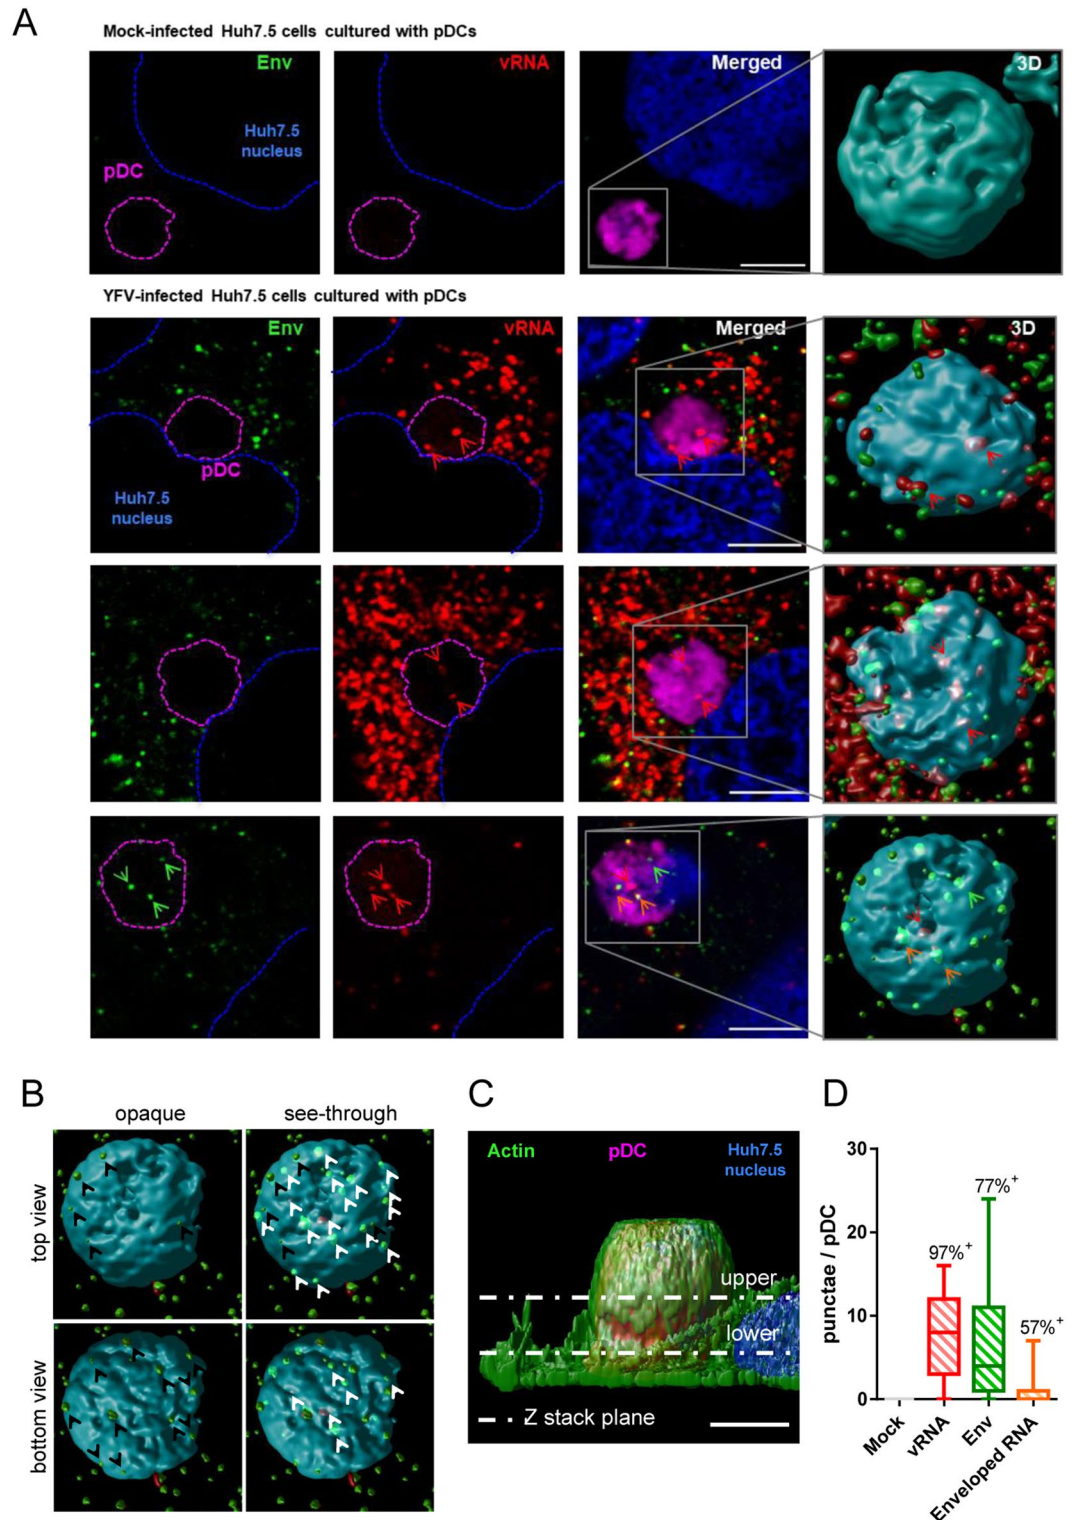 A
Mock-infected Huh7.5 cells cultured with pDCs
Env
vRNA
Merged
3D
Huh7.5
nucleus
pDC
YFV-infected Huh7.5 cells cultured with pDCs
Env
vRNA
Merged
3D
pDC
Huh7.5
nucleus
B
opaque
see-through
top view
bottom view
C
Actin
pDC
Huh7.5
nucleus
upper
lower
Z stack plane
D
punctae / pDC
30
20
10
0
97%+
77%+
57%+
Mock
vRNA
Env
Enveloped RNA